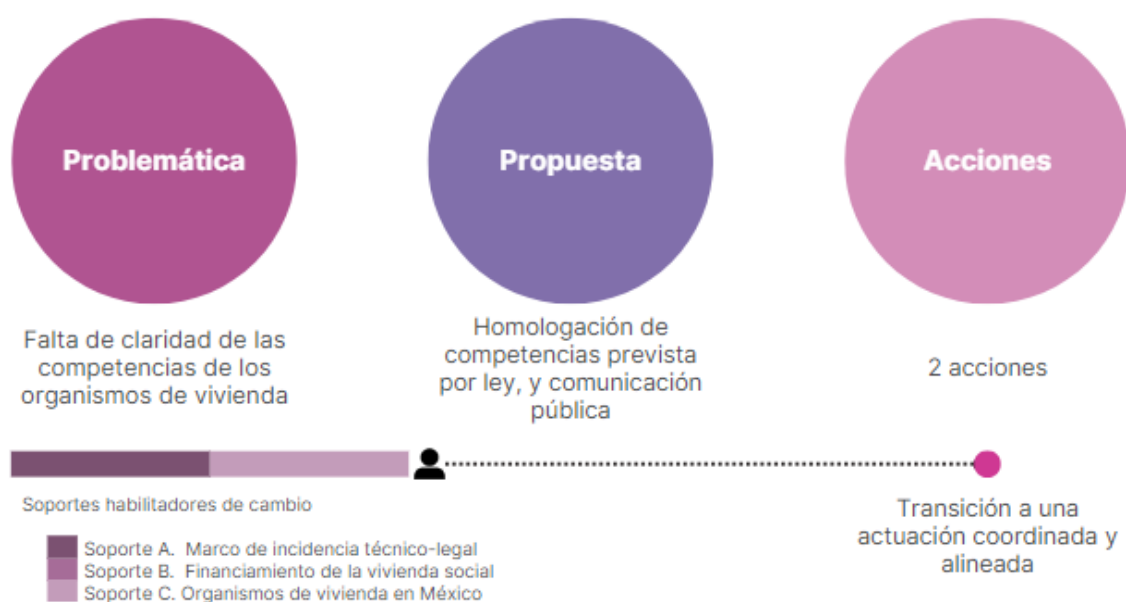 Problemática
Propuesta
Acciones
Falta de claridad de las
competencias de los
organismos de vivienda
Homologación de
competencias prevista
por ley, y comunicación
pública
2 acciones
Soportes habilitadores de cambio
Soporte A. Marco de incidencia técnico-legal
Soporte B. Financiamiento de la vivienda social
Soporte C. Organismos de vivienda en México
Transición a una
actuación coordinada y
alineada